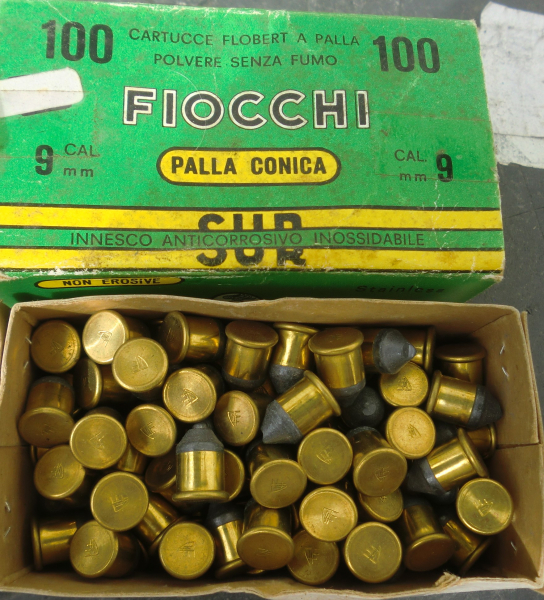 100 CARTUCCE FLOBERT A PALLA 100
POLVERE SENZA FUMO
FIOCCHI
9 CAL. mm
PALLA CONICA
CAL. mm 9
SUR
INNESCO ANTICORROSIVO INOSSIDABILE
NON EROSIVE
Stainless